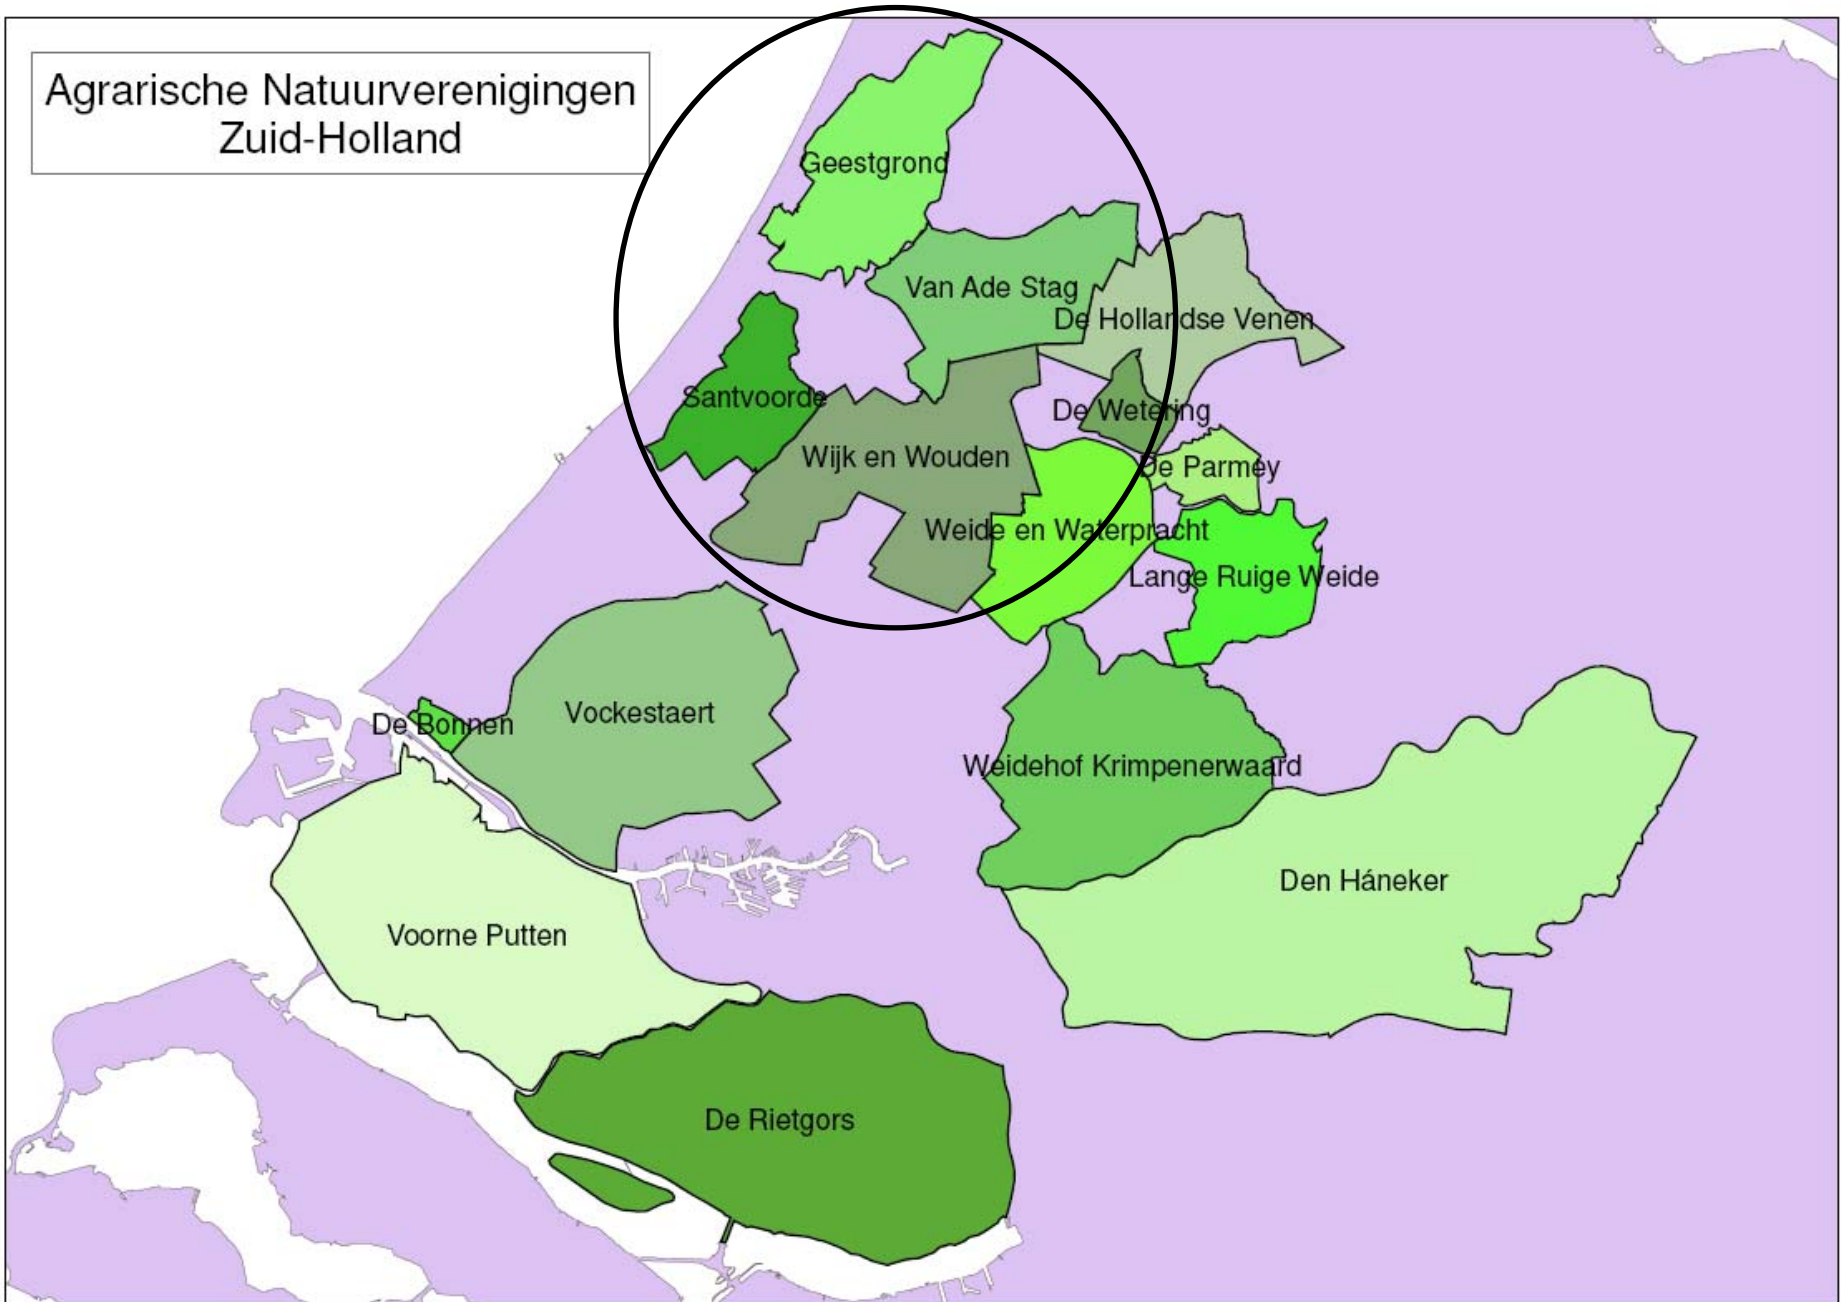 Agrarische Natuurverenigingen
Zuid-Holland
Geestgrond
Van Ade Stag
De Hollandse Venen
Santvoorde
De Wetering
Wijk en Wouden
De Parmey
Weide en Waterpracht
Lange Ruige Weide
De Bonnen
Vockestaert
Weidehof Krimpenerwaard
Den Háneker
Voorne Putten
De Rietgors